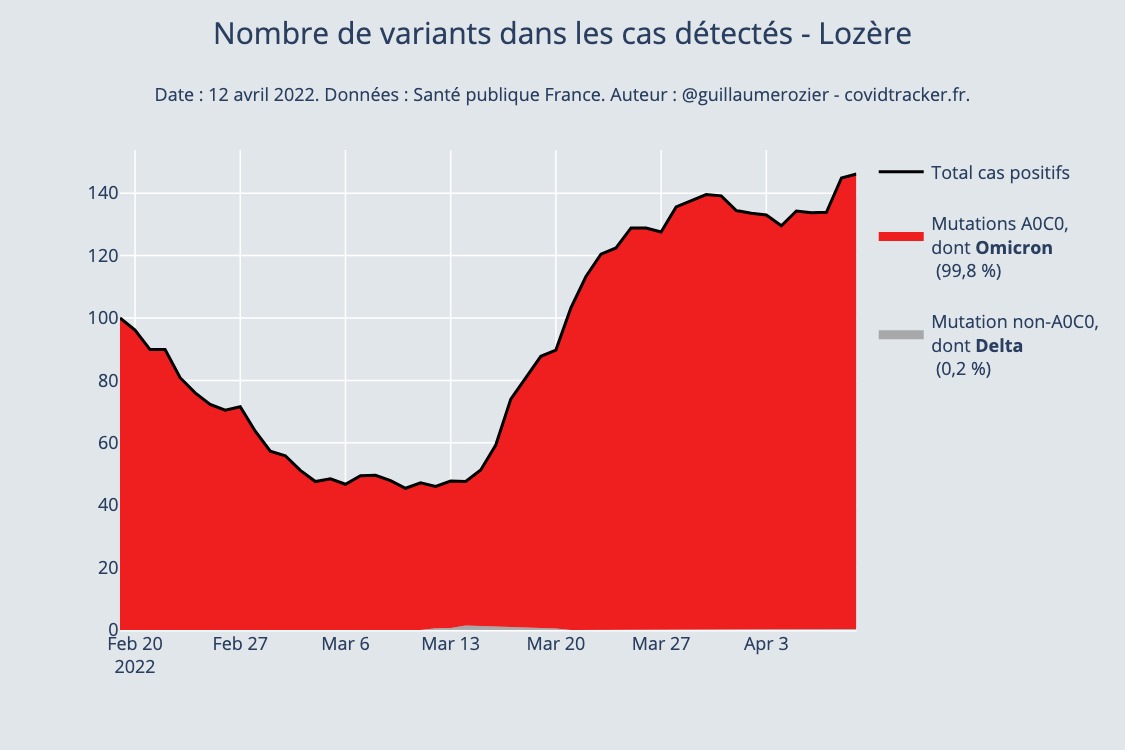 Nombre de variants dans les cas détectés - Lozère
Date : 12 avril 2022. Données : Santé publique France. Auteur : @guillaumerozier - covidtracker.fr.
140
120
100
80
60
40
20
0
Feb 20
2022
Feb 27
Mar 6
Mar 13
Mar 20
Mar 27
Apr 3
Total cas positifs
Mutations A0C0,
dont Omicron
(99,8 %)
Mutation non-A0C0,
dont Delta
(0,2 %)